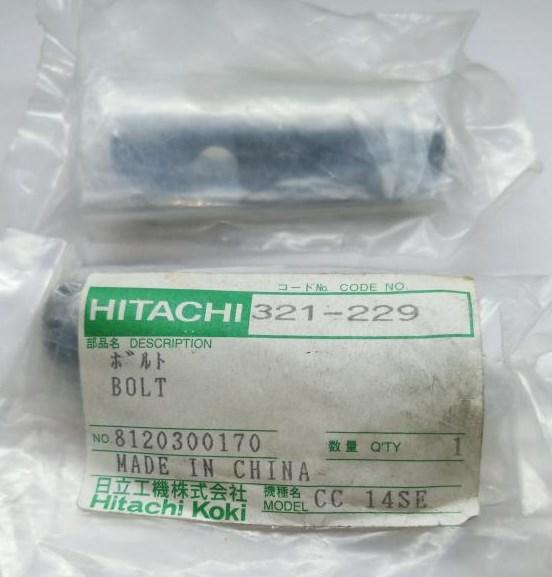 コードNo. CODE NO.
HITACHI 321-229
部品名 DESCRIPTION
ボルト
BOLT
NO. 8120300170 数量 Q'TY 1
MADE IN CHINA
日立工機株式会社 機種名
Hitachi Koki MODEL CC 14SE